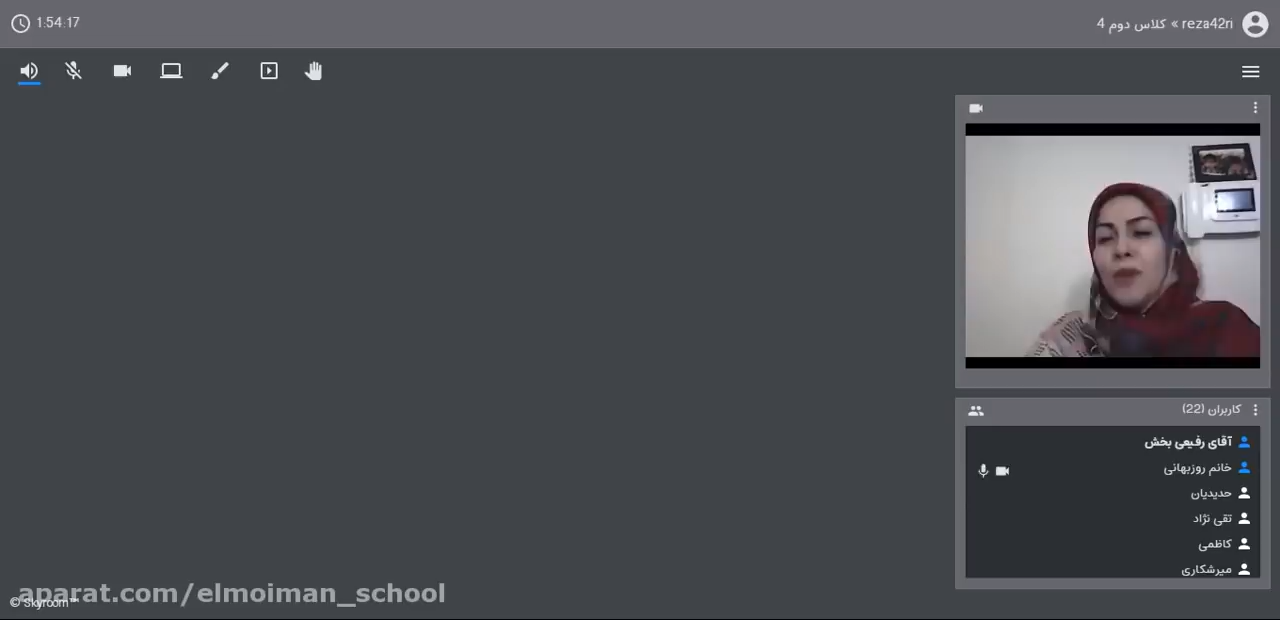 1:54:17
reza42ri » کلاس دوم 4
کاربران (22)
آقای رفیعی بخش
خانم روزبهانی
حدیدیان
تقی نژاد
کاظمی
میرشکاری
aparat.com/elmoiman_school
© Skyroom™